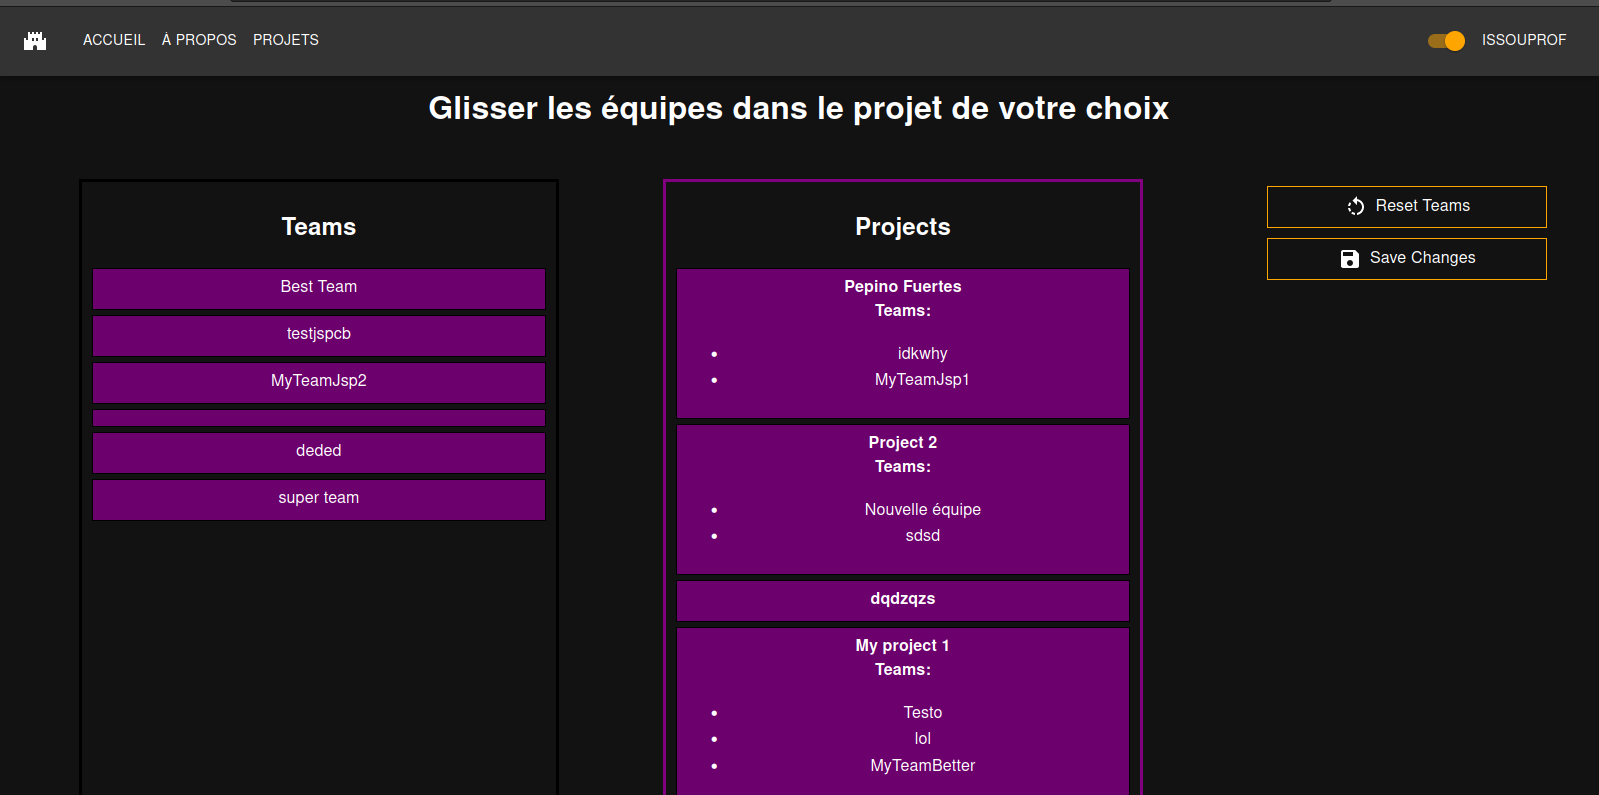 ACCUEIL À PROPOS PROJETS ISSOUPROF
Glisser les équipes dans le projet de votre choix
Teams
Best Team
testjspcb
MyTeamJsp2
deded
super team
Projects
Pepino Fuertes
Teams:
• idkwhy
• MyTeamJsp1
Project 2
Teams:
• Nouvelle équipe
• sdsd
dqdzqzs
My project 1
Teams:
• Testo
• lol
• MyTeamBetter
Reset Teams
Save Changes